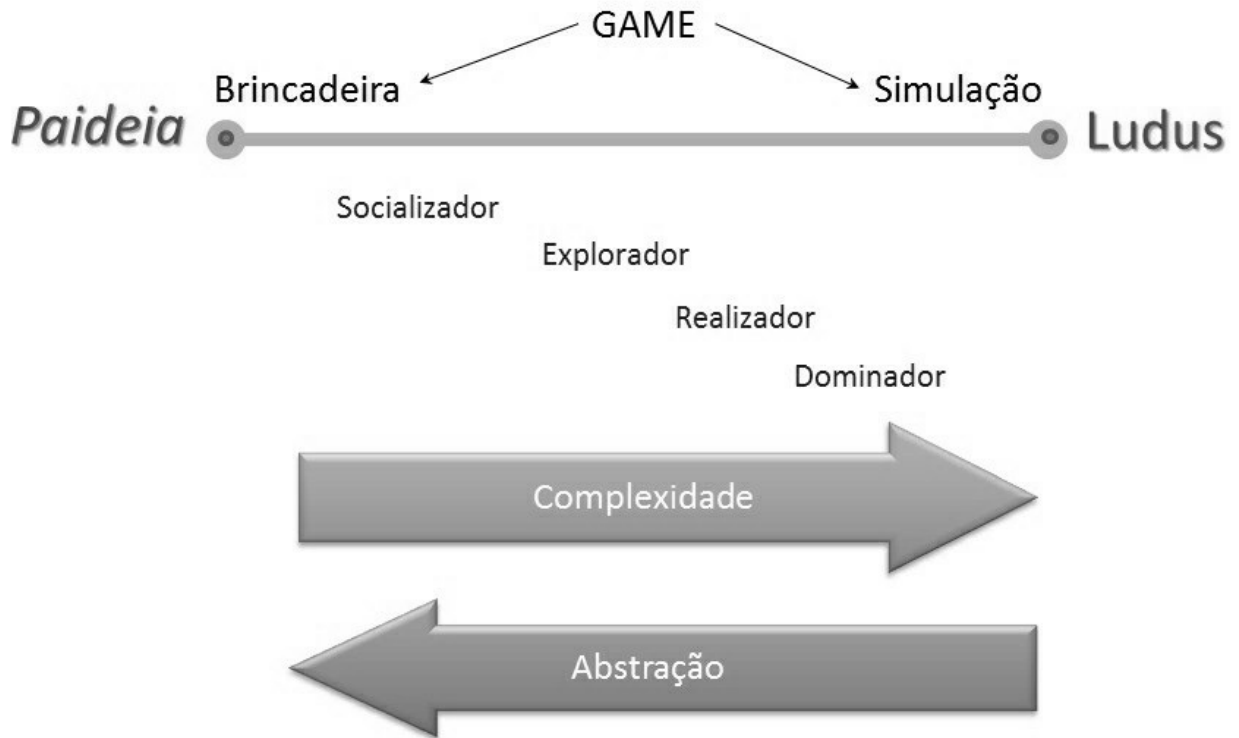 GAME
Brincadeira
Simulação
Paideia
Ludus
Socializador
Explorador
Realizador
Dominador
Complexidade
Abstração